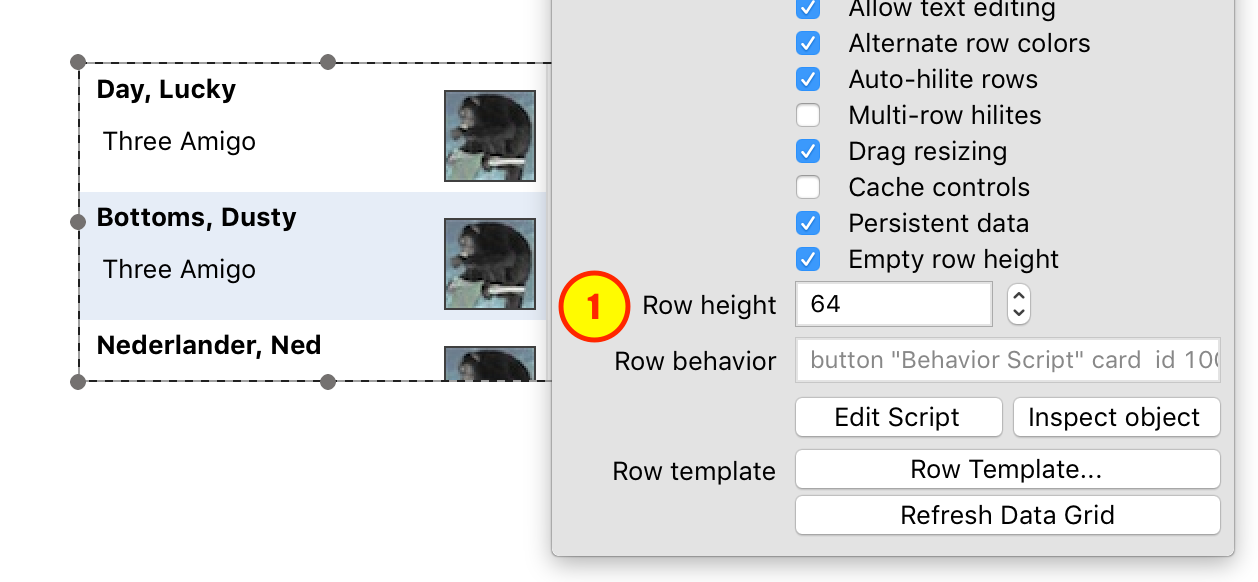 Day, Lucky
Three Amigo
Bottoms, Dusty
Three Amigo
Nederlander, Ned
Allow text editing
Alternate row colors
Auto-hilite rows
Multi-row hilites
Drag resizing
Cache controls
Persistent data
Empty row height
1 Row height 64
Row behavior button "Behavior Script" card id 100
Edit Script Inspect object
Row template Row Template...
Refresh Data Grid